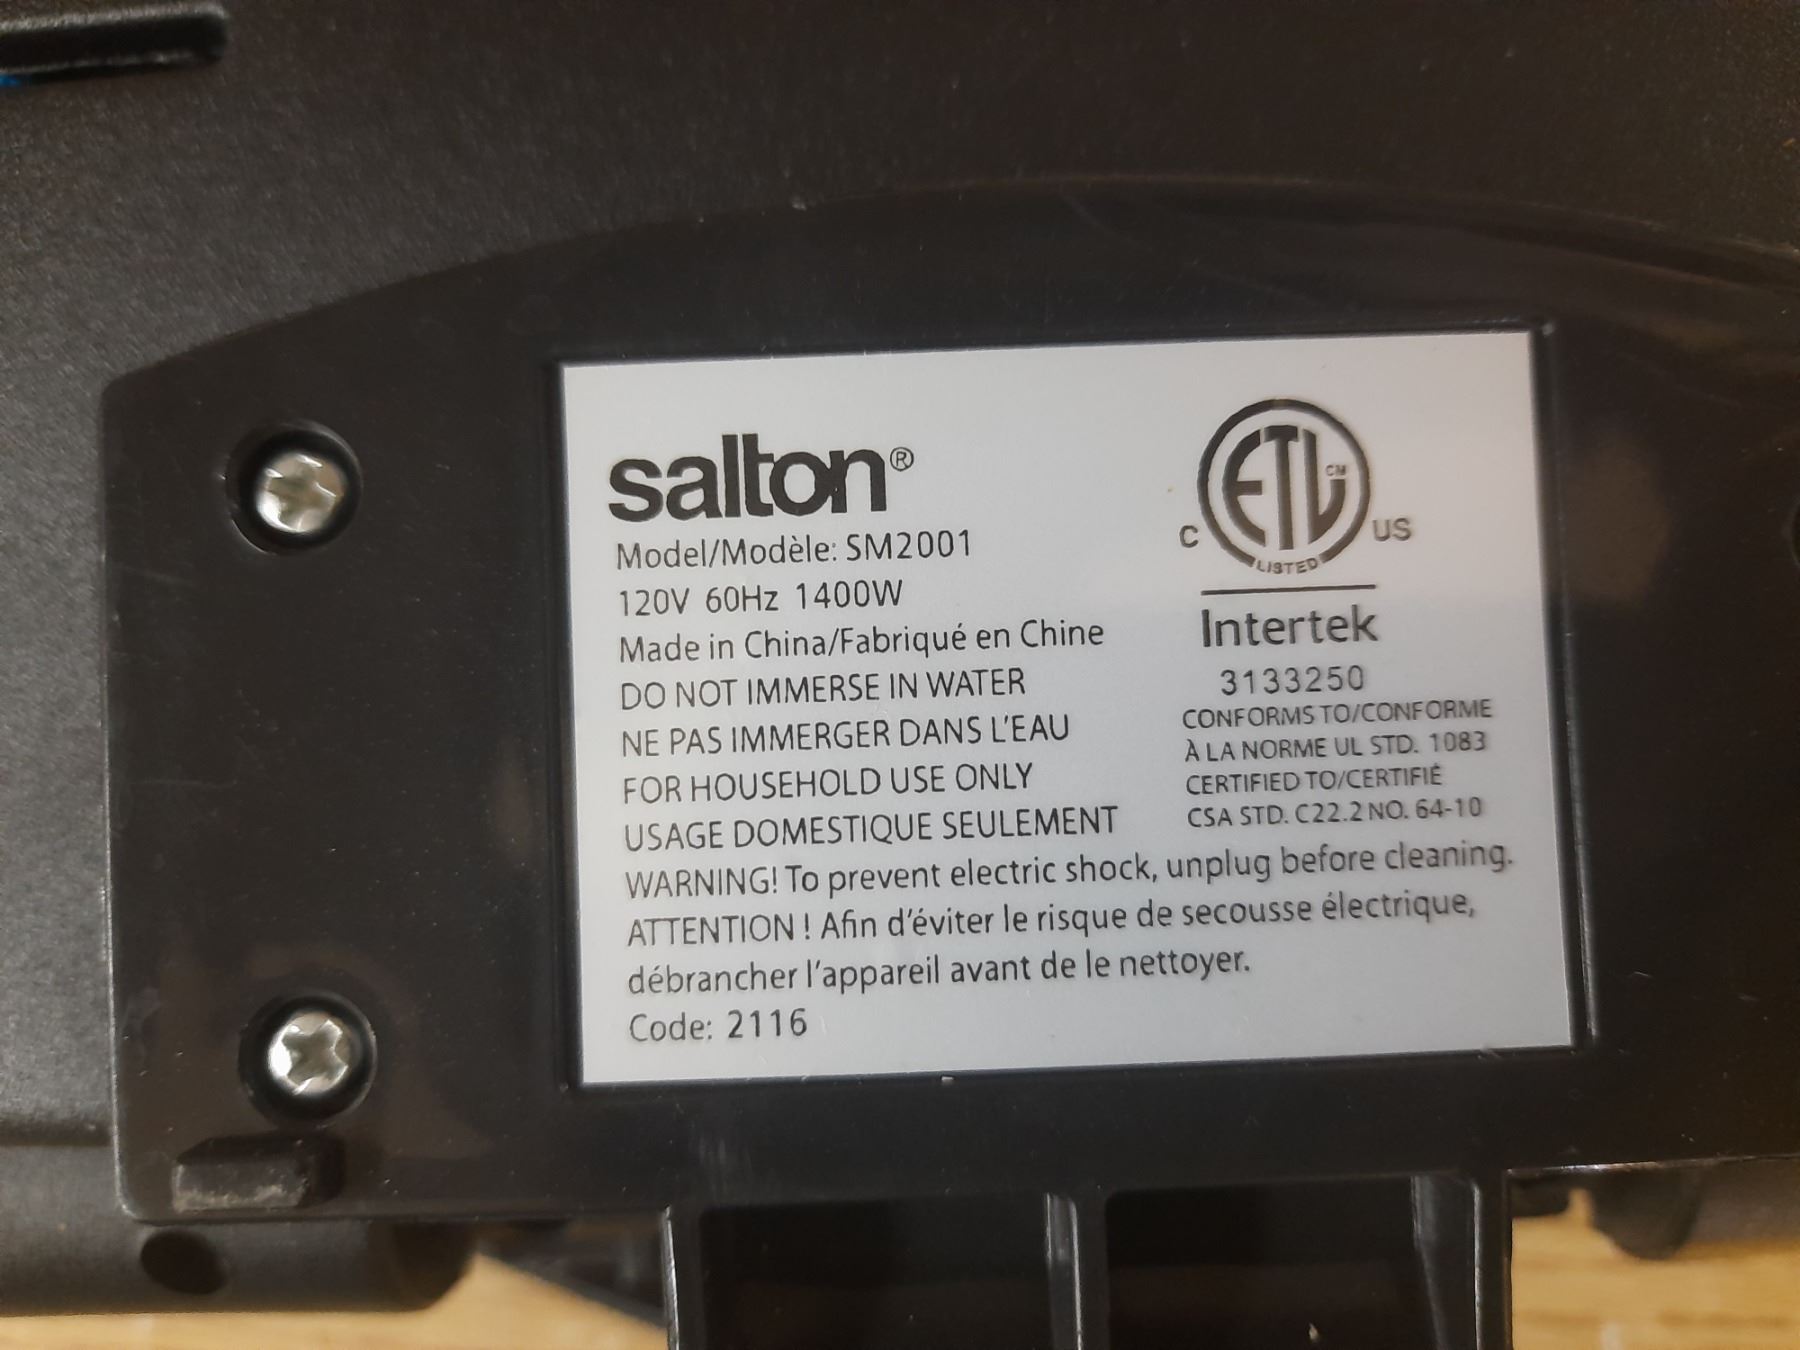 salton®
Model/Modèle: SM2001
120V 60Hz 1400W
Made in China/Fabriqué en Chine
DO NOT IMMERSE IN WATER
NE PAS IMMERGER DANS L'EAU
FOR HOUSEHOLD USE ONLY
USAGE DOMESTIQUE SEULEMENT
ETL CM
C US
LISTED
Intertek
3133250
CONFORMS TO/CONFORME
À LA NORME UL STD. 1083
CERTIFIED TO/CERTIFIÉ
CSA STD. C22.2 NO. 64-10
WARNING! To prevent electric shock, unplug before cleaning.
ATTENTION ! Afin d'éviter le risque de secousse électrique,
débrancher l'appareil avant de le nettoyer.
Code: 2116